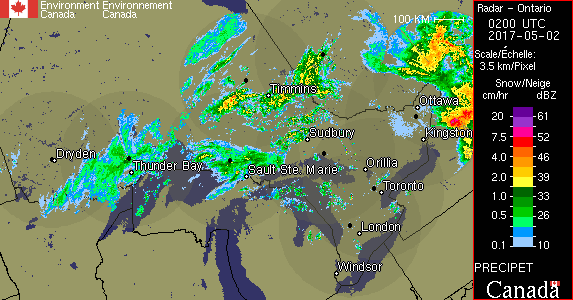 Environment Environnement
Canada Canada
100 KM
Timmins
Ottawa
Sudbury
Kingston
Dryden
Thunder Bay
Sault Ste. Marie
Orillia
Toronto
London
Windsor
Radar - Ontario
0200 UTC
2017-05-02
Scale/Échelle:
3.5 km/Pixel
Snow/Neige
cm/hr dBZ
20 61
7.5 52
4.0 46
2.0 39
1.0 33
0.5 26
0.1 10
PRECIPET
Canada